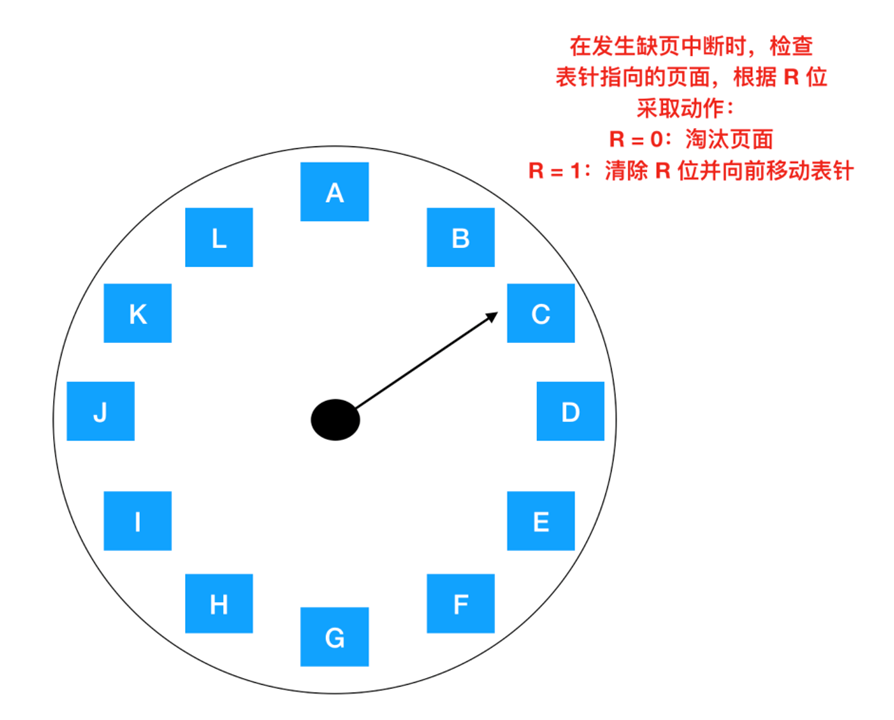 在发生缺页中断时，检查
表针指向的页面，根据 R 位
采取动作：
R = 0：淘汰页面
R = 1：清除 R 位并向前移动表针
A
L
B
K
C
J
D
I
E
H
F
G